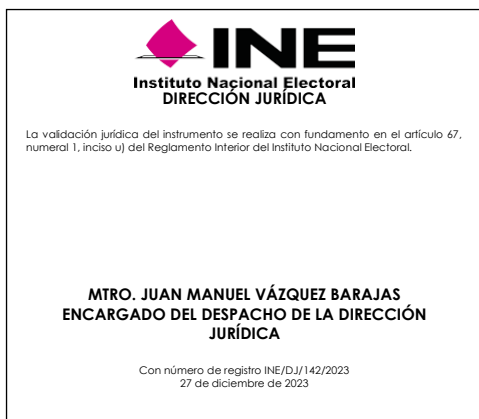 INE
Instituto Nacional Electoral
DIRECCIÓN JURÍDICA
La validación jurídica del instrumento se realiza con fundamento en el artículo 67,
numeral 1, inciso u) del Reglamento Interior del Instituto Nacional Electoral.
MTRO. JUAN MANUEL VÁZQUEZ BARAJAS
ENCARGADO DEL DESPACHO DE LA DIRECCIÓN
JURÍDICA
Con número de registro INE/DJ/142/2023
27 de diciembre de 2023